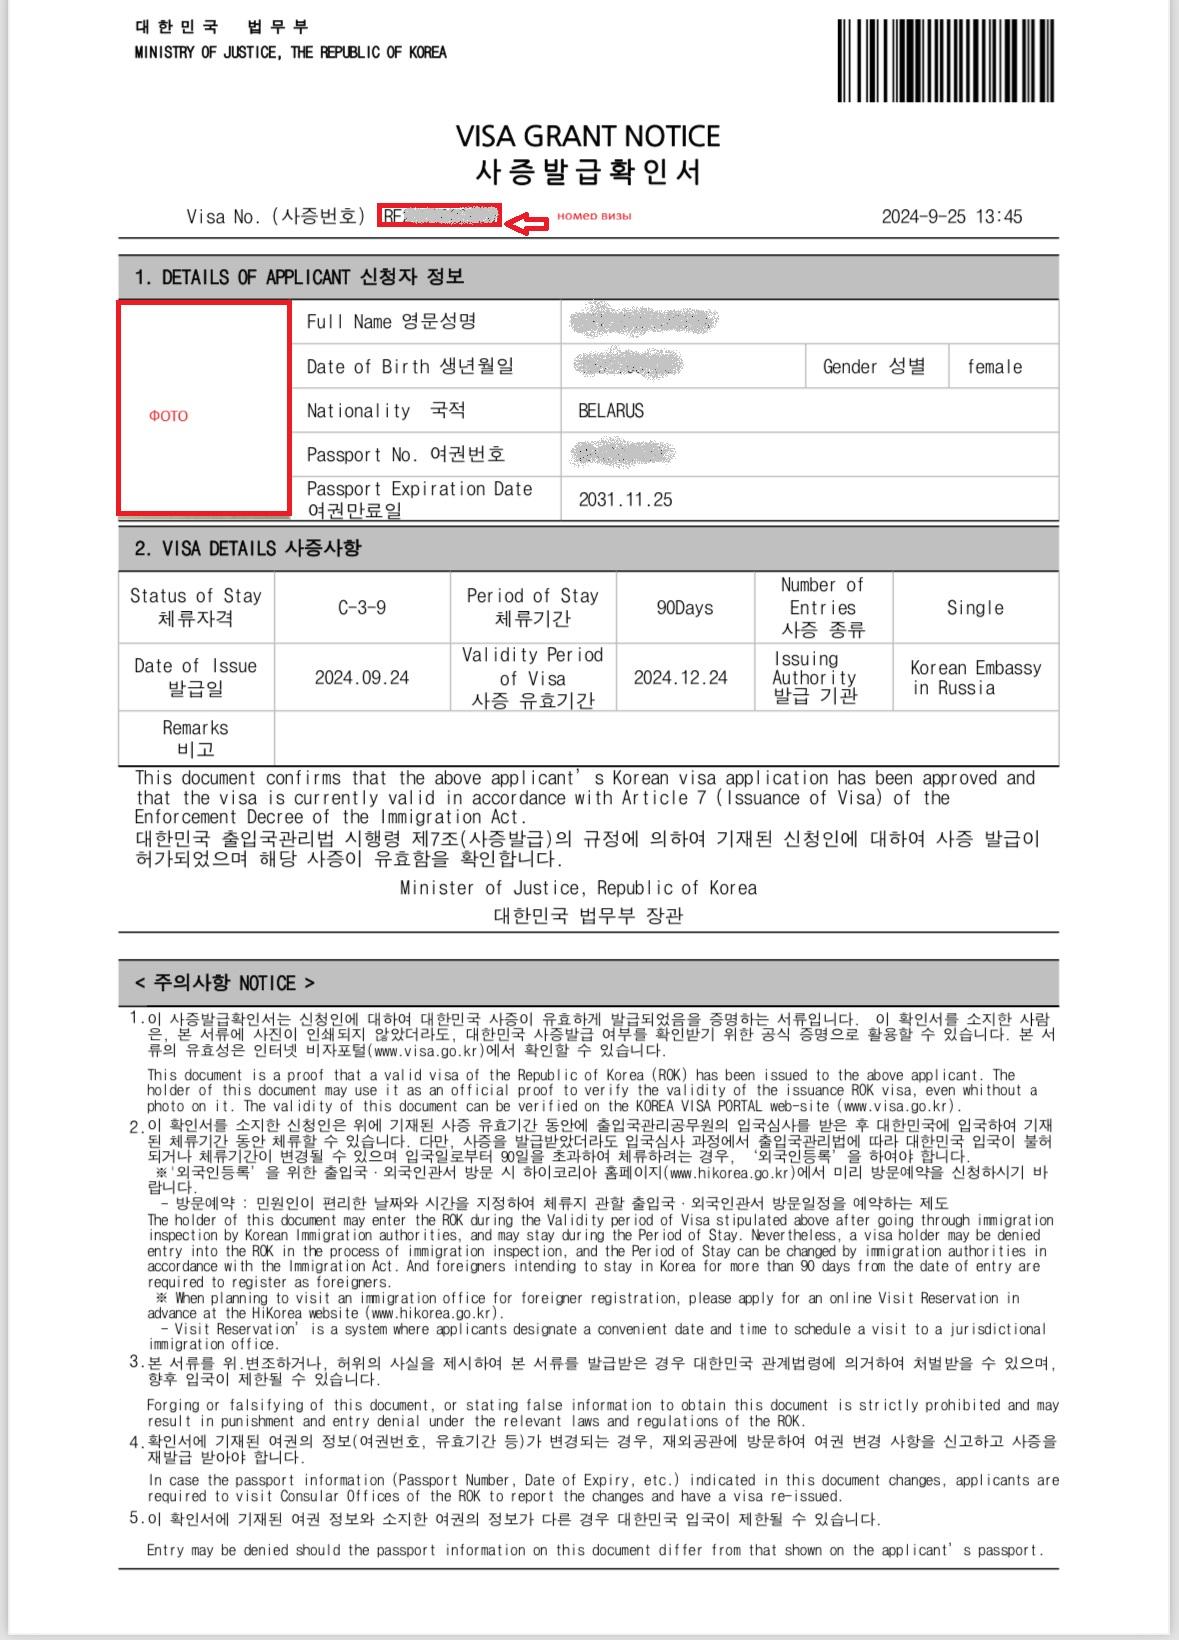 대한민국 법무부
MINISTRY OF JUSTICE, THE REPUBLIC OF KOREA
VISA GRANT NOTICE
사증발급확인서
Visa No. (사증번호) RF номер визы 2024-9-25 13:45
1. DETAILS OF APPLICANT 신청자 정보
Full Name 영문성명
Date of Birth 생년월일 Gender 성별 female
ФОТО
Nationality 국적 BELARUS
Passport No. 여권번호
Passport Expiration Date
여권만료일
2031.11.25
2. VISA DETAILS 사증사항
Status of Stay
체류자격
C-3-9
Period of Stay
체류기간
90Days
Number of
Entries
사증 종류
Single
Date of Issue
발급일
2024.09.24
Validity Period
of Visa
사증 유효기간
2024.12.24
Issuing
Authority
발급 기관
Korean Embassy
in Russia
Remarks
비고
This document confirms that the above applicant's Korean visa application has been approved and
that the visa is currently valid in accordance with Article 7 (Issuance of Visa) of the
Enforcement Decree of the Immigration Act.
대한민국 출입국관리법 시행령 제7조(사증발급)의 규정에 의하여 기재된 신청인에 대하여 사증 발급이
허가되었으며 해당 사증이 유효함을 확인합니다.
Minister of Justice, Republic of Korea
대한민국 법무부 장관
< 주의사항 NOTICE >
1. 이 사증발급확인서는 신청인에 대하여 대한민국 사증이 유효하게 발급되었음을 증명하는 서류입니다. 이 확인서를 소지한 사람
은, 본 서류에 사진이 인쇄되지 않았더라도, 대한민국 사증발급 여부를 확인받기 위한 공식 증명으로 활용할 수 있습니다. 본 서
류의 유효성은 인터넷 비자포털(www.visa.go.kr)에서 확인할 수 있습니다.
This document is a proof that a valid visa of the Republic of Korea (ROK) has been issued to the above applicant. The
holder of this document may use it as an official proof to verify the validity of the issuance ROK visa, even whithout a
photo on it. The validity of this document can be verified on the KOREA VISA PORTAL web-site (www.visa.go.kr).
2. 이 확인서를 소지한 신청인은 위에 기재된 사증 유효기간 동안에 출입국관리공무원의 입국심사를 받은 후 대한민국에 입국하여 기재
된 체류기간 동안 체류할 수 있습니다. 다만, 사증을 발급받았더라도 입국심사 과정에서 출입국관리법에 따라 대한민국 입국이 불허
되거나 체류기간이 변경될 수 있으며 입국일로부터 90일을 초과하여 체류하려는 경우, '외국인등록'을 하여야 합니다.
※'외국인등록'을 위한 출입국·외국인관서 방문 시 하이코리아 홈페이지(www.hikorea.go.kr)에서 미리 방문예약을 신청하시기 바
랍니다.
- 방문예약 : 민원인이 편리한 날짜와 시간을 지정하여 체류지 관할 출입국·외국인관서 방문일정을 예약하는 제도
The holder of this document may enter the ROK during the Validity period of Visa stipulated above after going through immigration
inspection by Korean Immigration authorities, and may stay during the Period of Stay. Nevertheless, a visa holder may be denied
entry into the ROK in the process of immigration inspection, and the Period of Stay can be changed by immigration authorities in
accordance with the Immigration Act. And foreigners intending to stay in Korea for more than 90 days from the date of entry are
required to register as foreigners.
※ When planning to visit an immigration office for foreigner registration, please apply for an online Visit Reservation in
advance at the HiKorea website (www.hikorea.go.kr).
- Visit Reservation' is a system where applicants designate a convenient date and time to schedule a visit to a jurisdictional
immigration office.
3. 본 서류를 위.변조하거나, 허위의 사실을 제시하여 본 서류를 발급받은 경우 대한민국 관계법령에 의거하여 처벌받을 수 있으며,
향후 입국이 제한될 수 있습니다.
Forging or falsifying of this document, or stating false information to obtain this document is strictly prohibited and may
result in punishment and entry denial under the relevant laws and regulations of the ROK.
4. 확인서에 기재된 여권의 정보(여권번호, 유효기간 등)가 변경되는 경우, 재외공관에 방문하여 여권 변경 사항을 신고하고 사증을
재발급 받아야 합니다.
In case the passport information (Passport Number, Date of Expiry, etc.) indicated in this document changes, applicants are
required to visit Consular Offices of the ROK to report the changes and have a visa re-issued.
5. 이 확인서에 기재된 여권 정보와 소지한 여권의 정보가 다른 경우 대한민국 입국이 제한될 수 있습니다.
Entry may be denied should the passport information on this document differ from that shown on the applicant's passport.